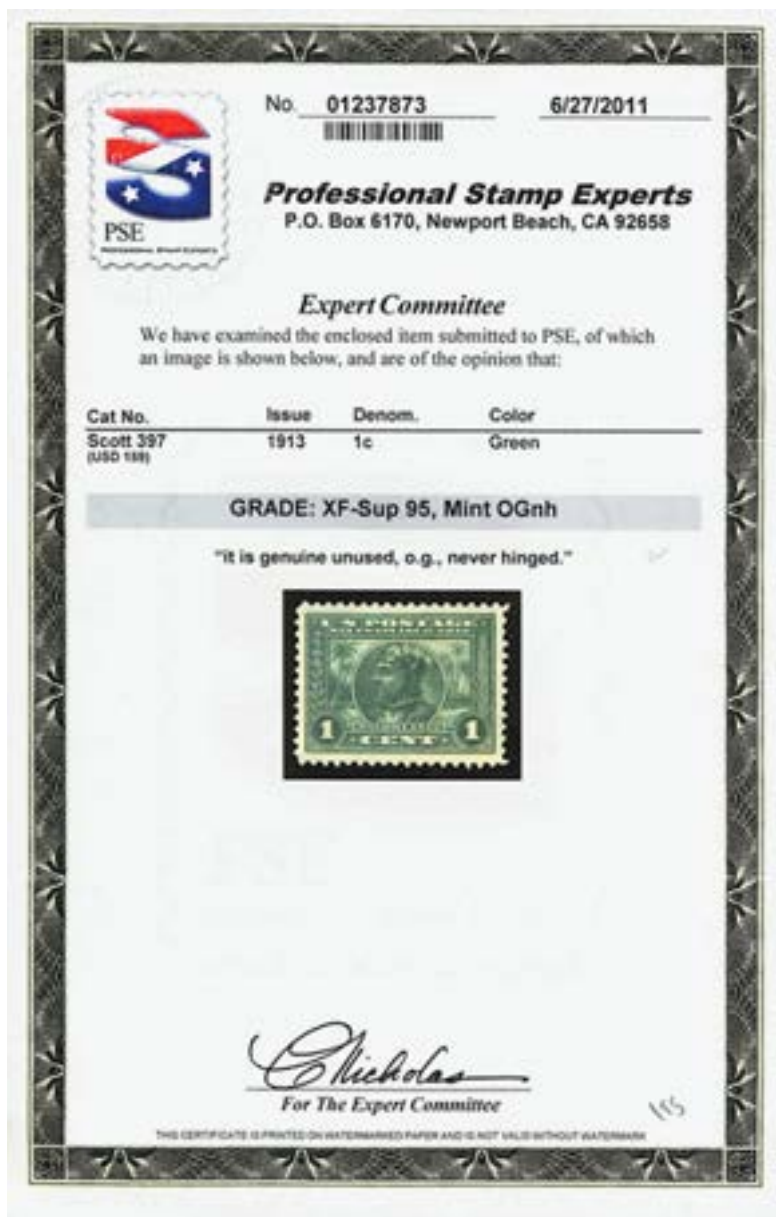 No. 01237873 6/27/2011
PSE
PROFESSIONAL STAMP EXPERTS
Professional Stamp Experts
P.O. Box 6170, Newport Beach, CA 92658
Expert Committee
We have examined the enclosed item submitted to PSE, of which
an image is shown below, and are of the opinion that:
Cat No. Issue Denom. Color
Scott 397 1913 1c Green
(USD 159)
GRADE: XF-Sup 95, Mint OGnh
"it is genuine unused, o.g., never hinged."
U.S. POSTAGE
1 1
CENT
C Nicholas
For The Expert Committee
THIS CERTIFICATE IS PRINTED ON WATERMARKED PAPER AND IS NOT VALID WITHOUT WATERMARK